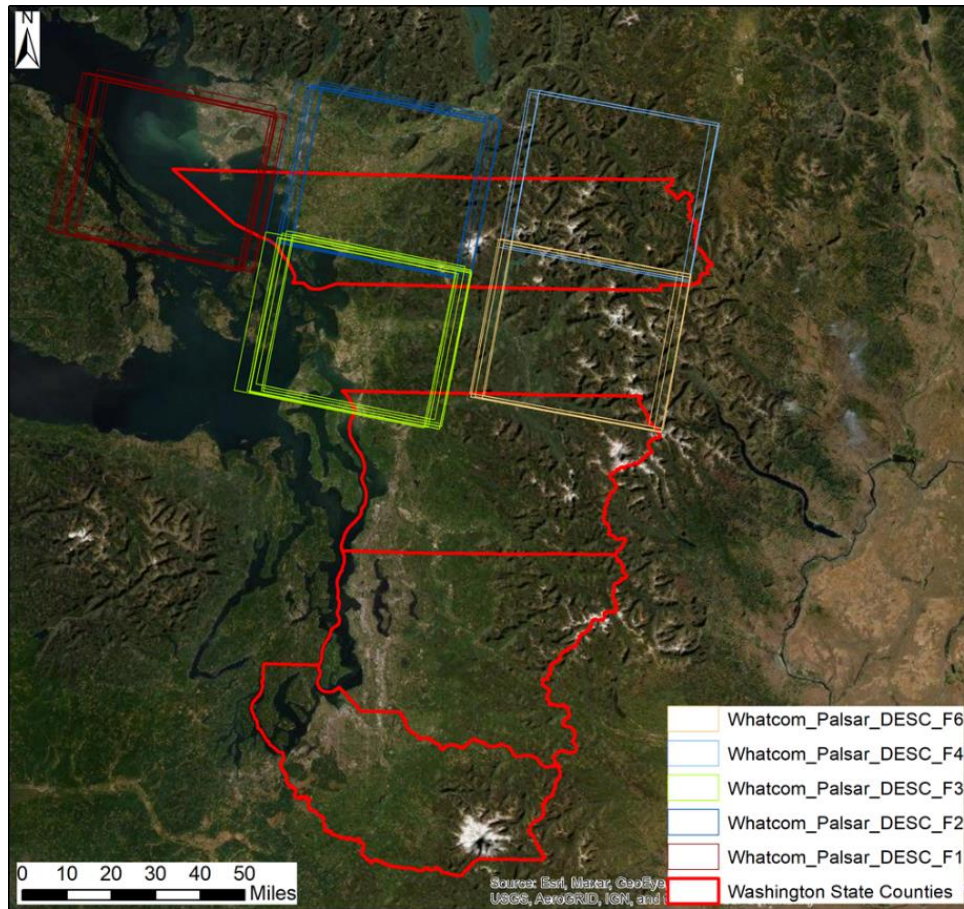 N
Whatcom_Palsar_DESC_F6
Whatcom_Palsar_DESC_F4
Whatcom_Palsar_DESC_F3
Whatcom_Palsar_DESC_F2
Whatcom_Palsar_DESC_F1
Washington State Counties
0 10 20 30 40 50
Miles
Source: Esri, Maxar, GeoEye,
USGS, AeroGRID, IGN, and